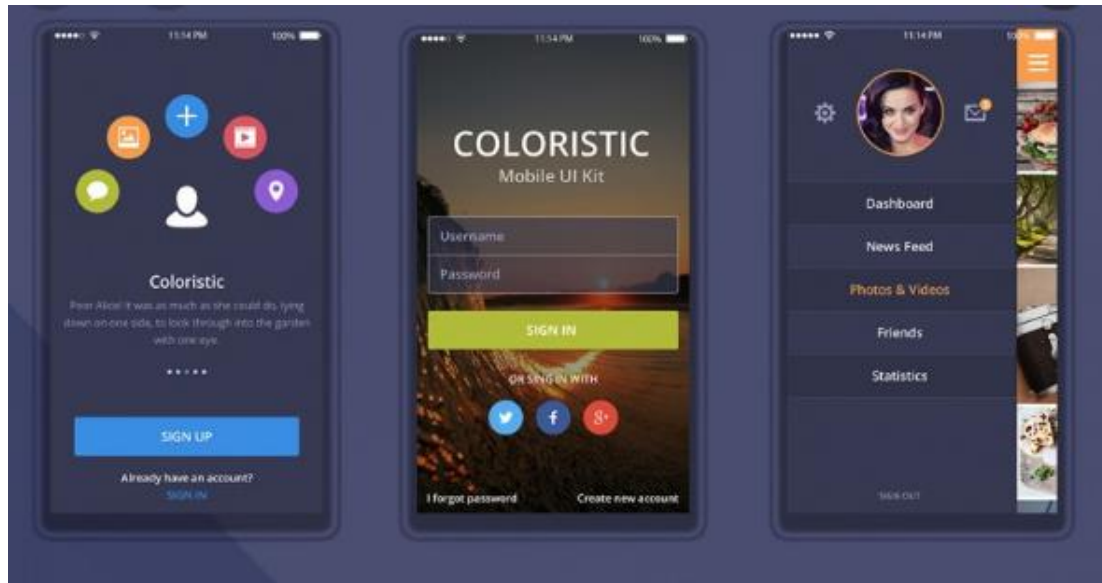 11:14 PM
100%
Coloristic
Poor Alice! It was as much as she could do, lying
down on one side, to look through into the garden
with one eye.
SIGN UP
Already have an account?
SIGN IN
11:14 PM
100%
COLORISTIC
Mobile UI Kit
Username
Password
SIGN IN
OR SING IN WITH
f
8+
I forgot password
Create new account
11:14 PM
Dashboard
News Feed
Photos & Videos
Friends
Statistics
SIGN OUT